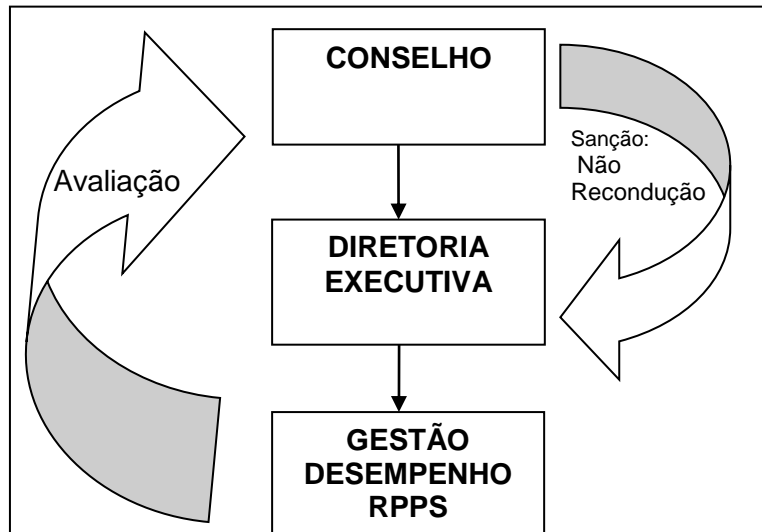 CONSELHO
Avaliação
Sanção:
Não
Recondução
DIRETORIA
EXECUTIVA
GESTÃO
DESEMPENHO
RPPS